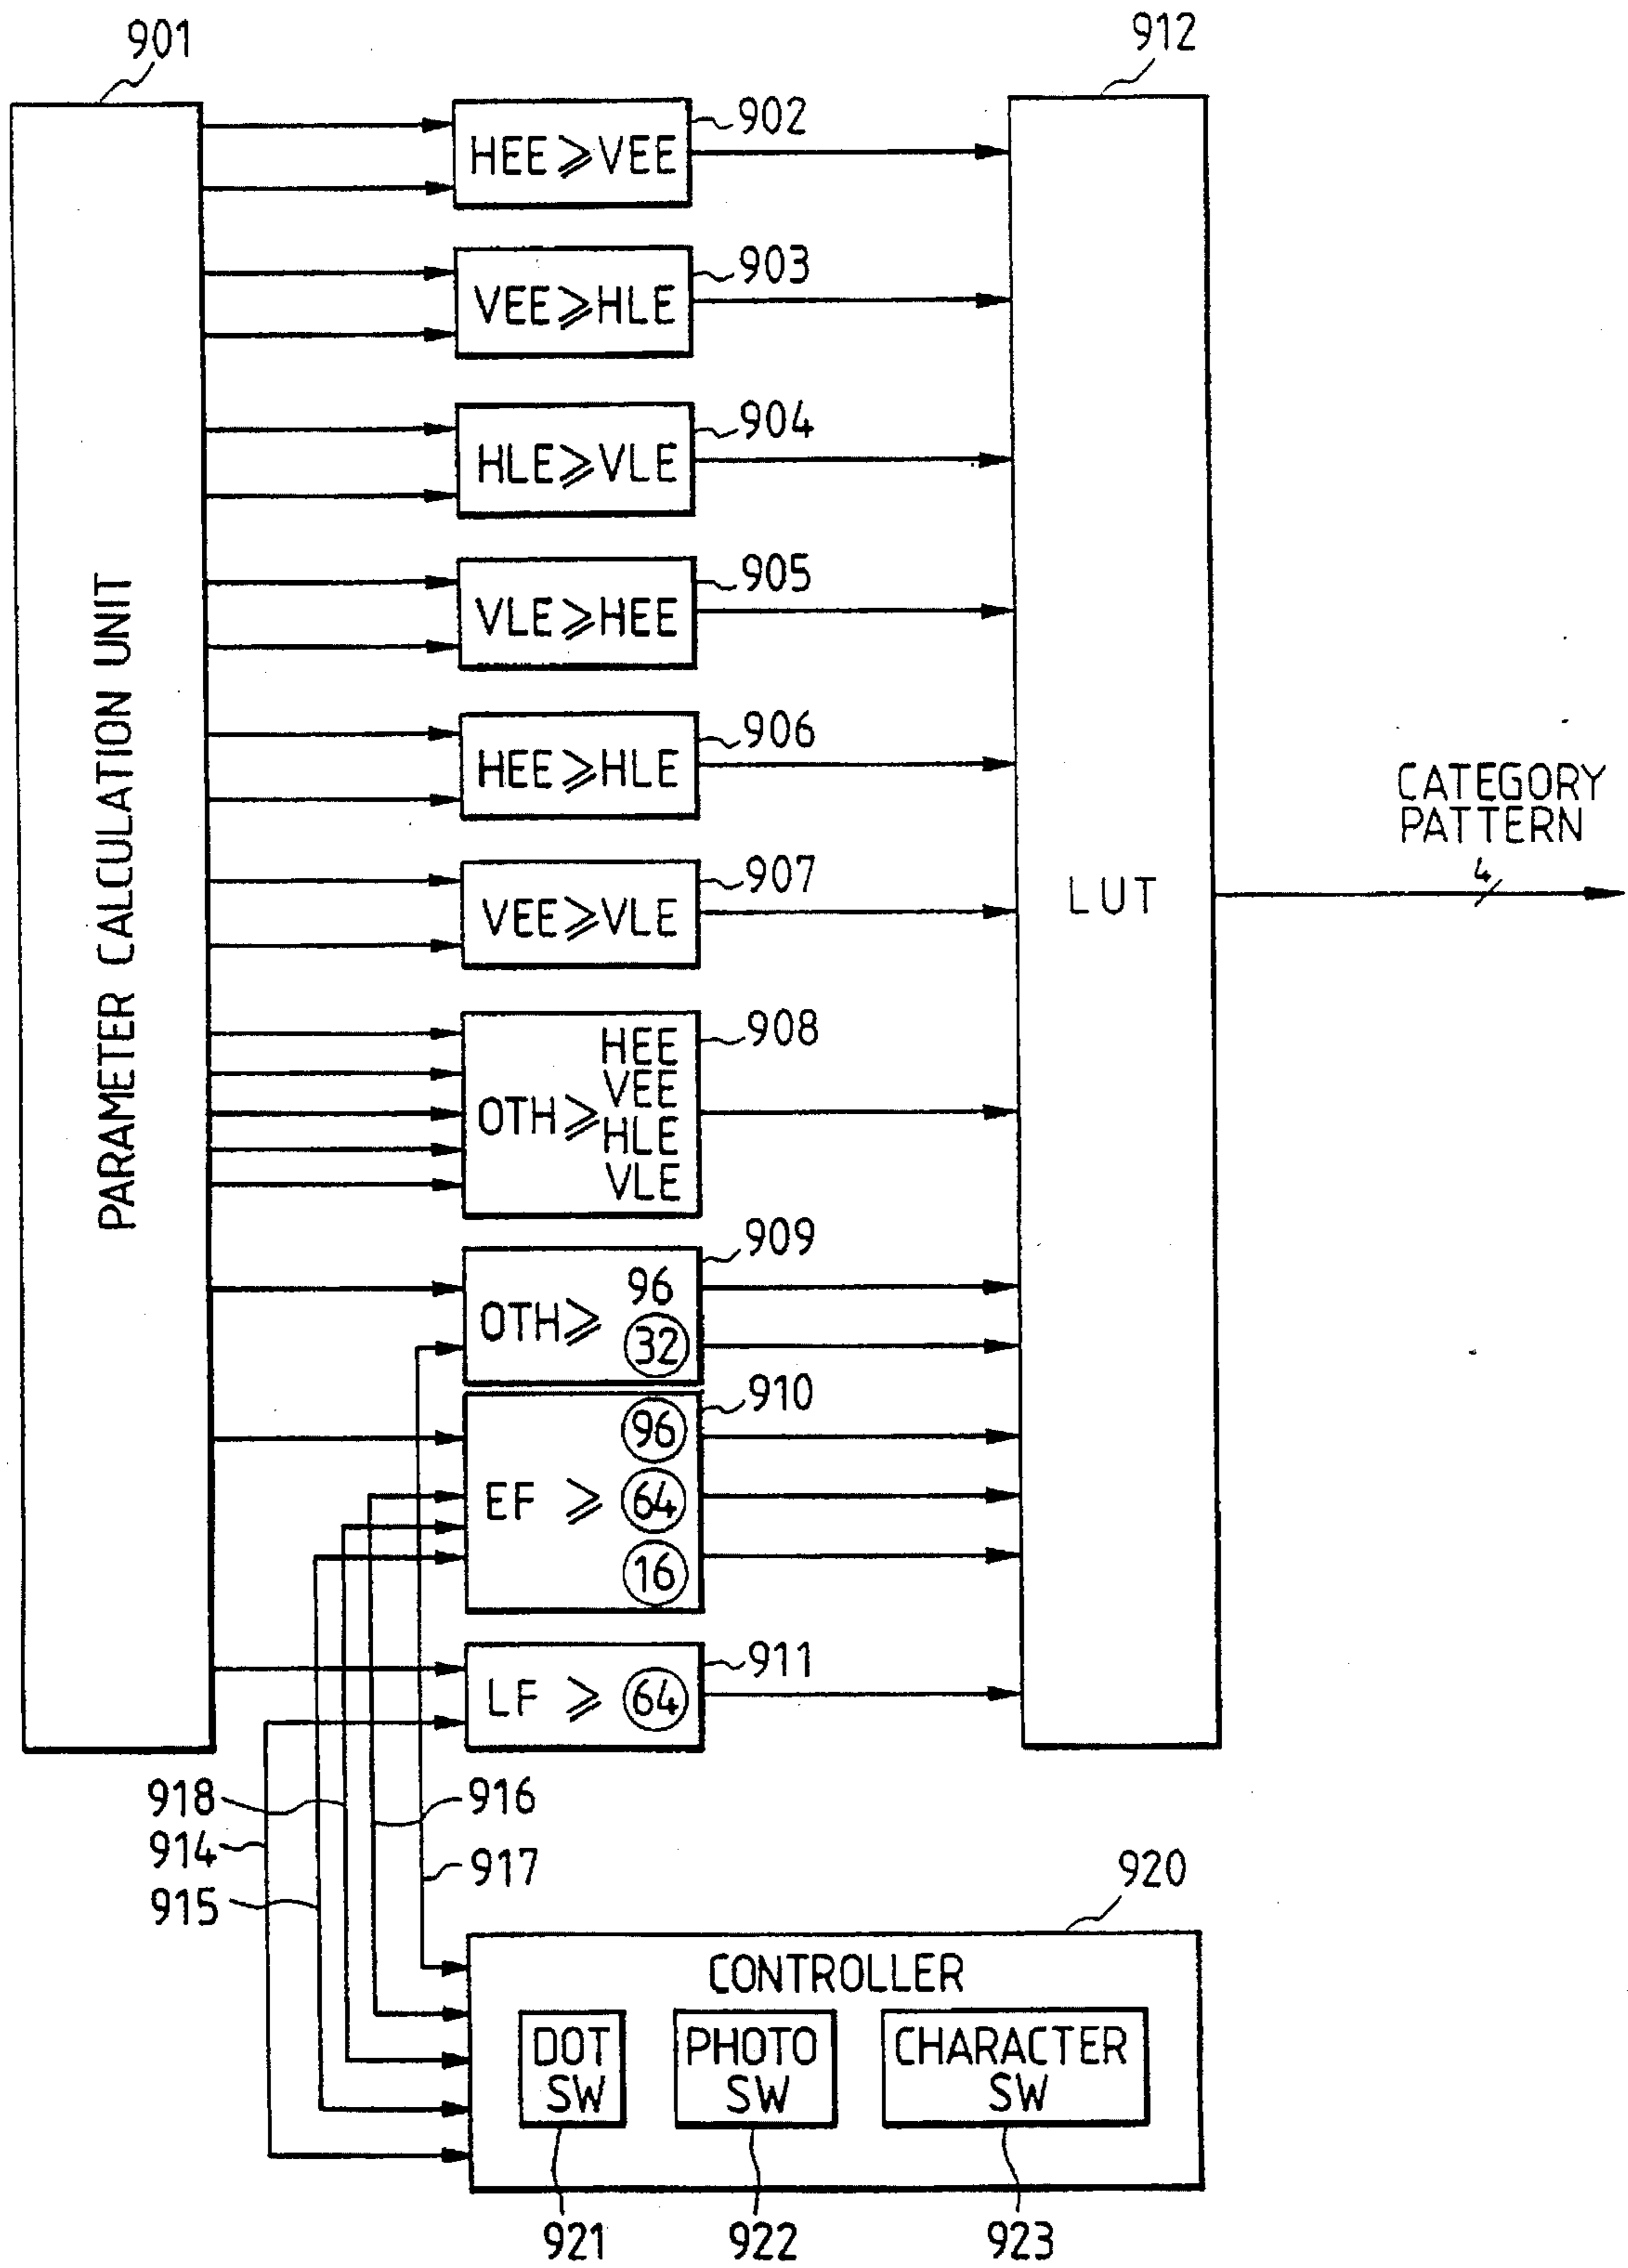 901
912
902
HEE ≥ VEE
903
VEE ≥ HLE
904
HLE ≥ VLE
905
VLE ≥ HEE
906
HEE ≥ HLE
907
VEE ≥ VLE
908
OTH ≥
HEE
VEE
HLE
VLE
909
OTH ≥
96
32
910
EF ≥
96
64
16
911
LF ≥ 64
PARAMETER CALCULATION UNIT
LUT
CATEGORY
PATTERN
4
918
914
915
916
917
920
CONTROLLER
DOT
SW
PHOTO
SW
CHARACTER
SW
921
922
923